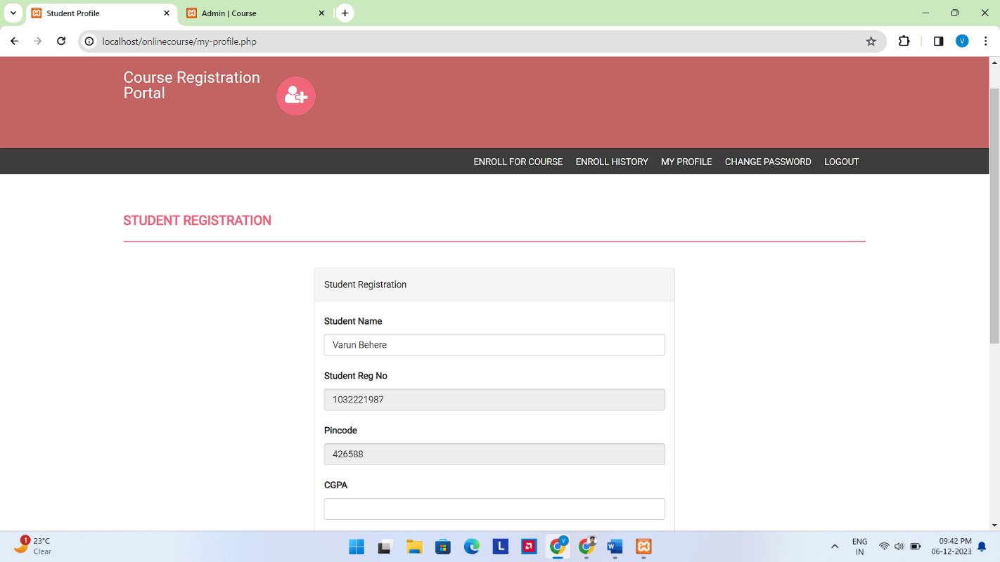 Student Profile
Admin | Course
localhost/onlinecourse/my-profile.php
V
Course Registration
Portal
ENROLL FOR COURSE ENROLL HISTORY MY PROFILE CHANGE PASSWORD LOGOUT
STUDENT REGISTRATION
Student Registration
Student Name
Varun Behere
Student Reg No
1032221987
Pincode
426588
CGPA
1
23°C
Clear
L
V
W
ENG
IN
09:42 PM
06-12-2023